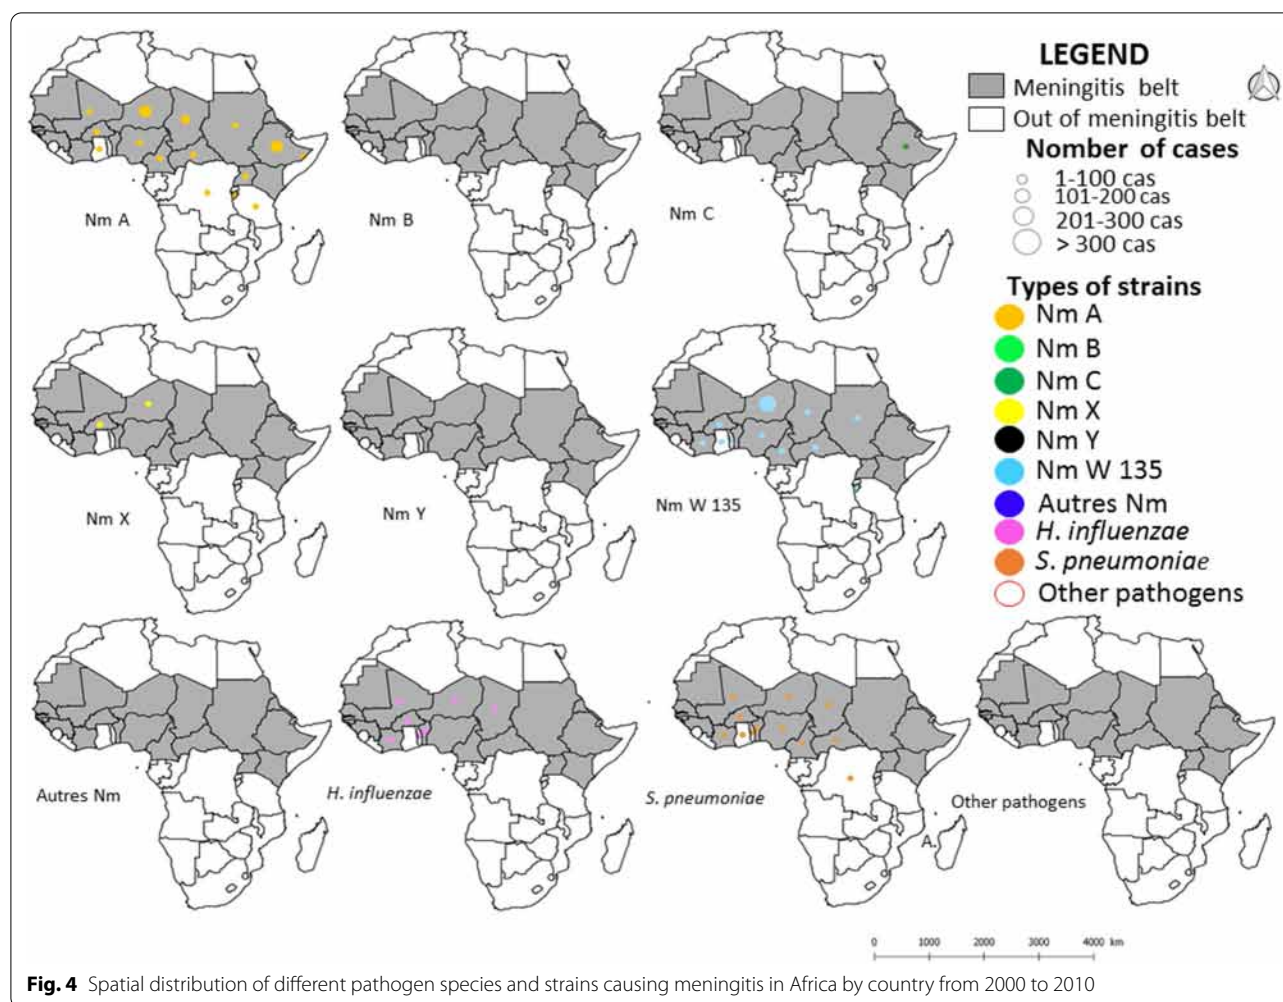 LEGEND
Meningitis belt
Out of meningitis belt
Nomber of cases
1-100 cas
101-200 cas
201-300 cas
> 300 cas
Types of strains
Nm A
Nm B
Nm C
Nm X
Nm Y
Nm W 135
Autres Nm
H. influenzae
S. pneumoniae
Other pathogens
Nm A
Nm B
Nm C
Nm X
Nm Y
Nm W 135
Autres Nm
H. influenzae
S. pneumoniae
Other pathogens
A.
0 1000 2000 3000 4000 km
Fig. 4 Spatial distribution of different pathogen species and strains causing meningitis in Africa by country from 2000 to 2010